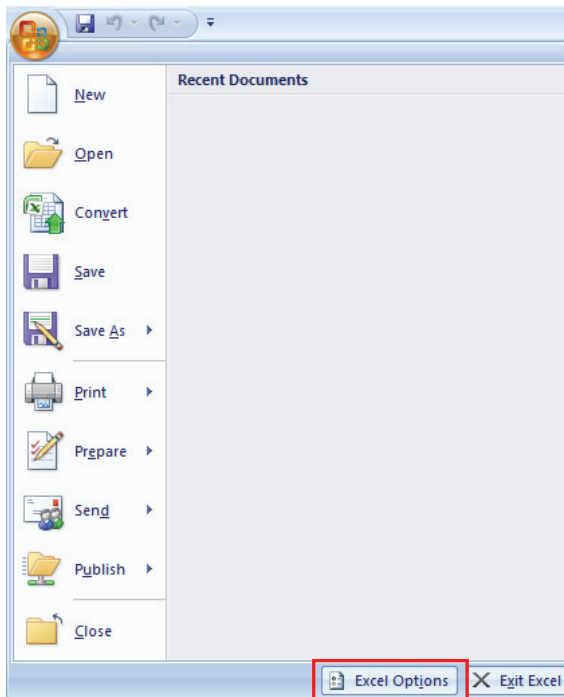 Recent Documents
New
Open
Convert
Save
Save As
Print
Prepare
Send
Publish
Close
Excel Options
Exit Excel